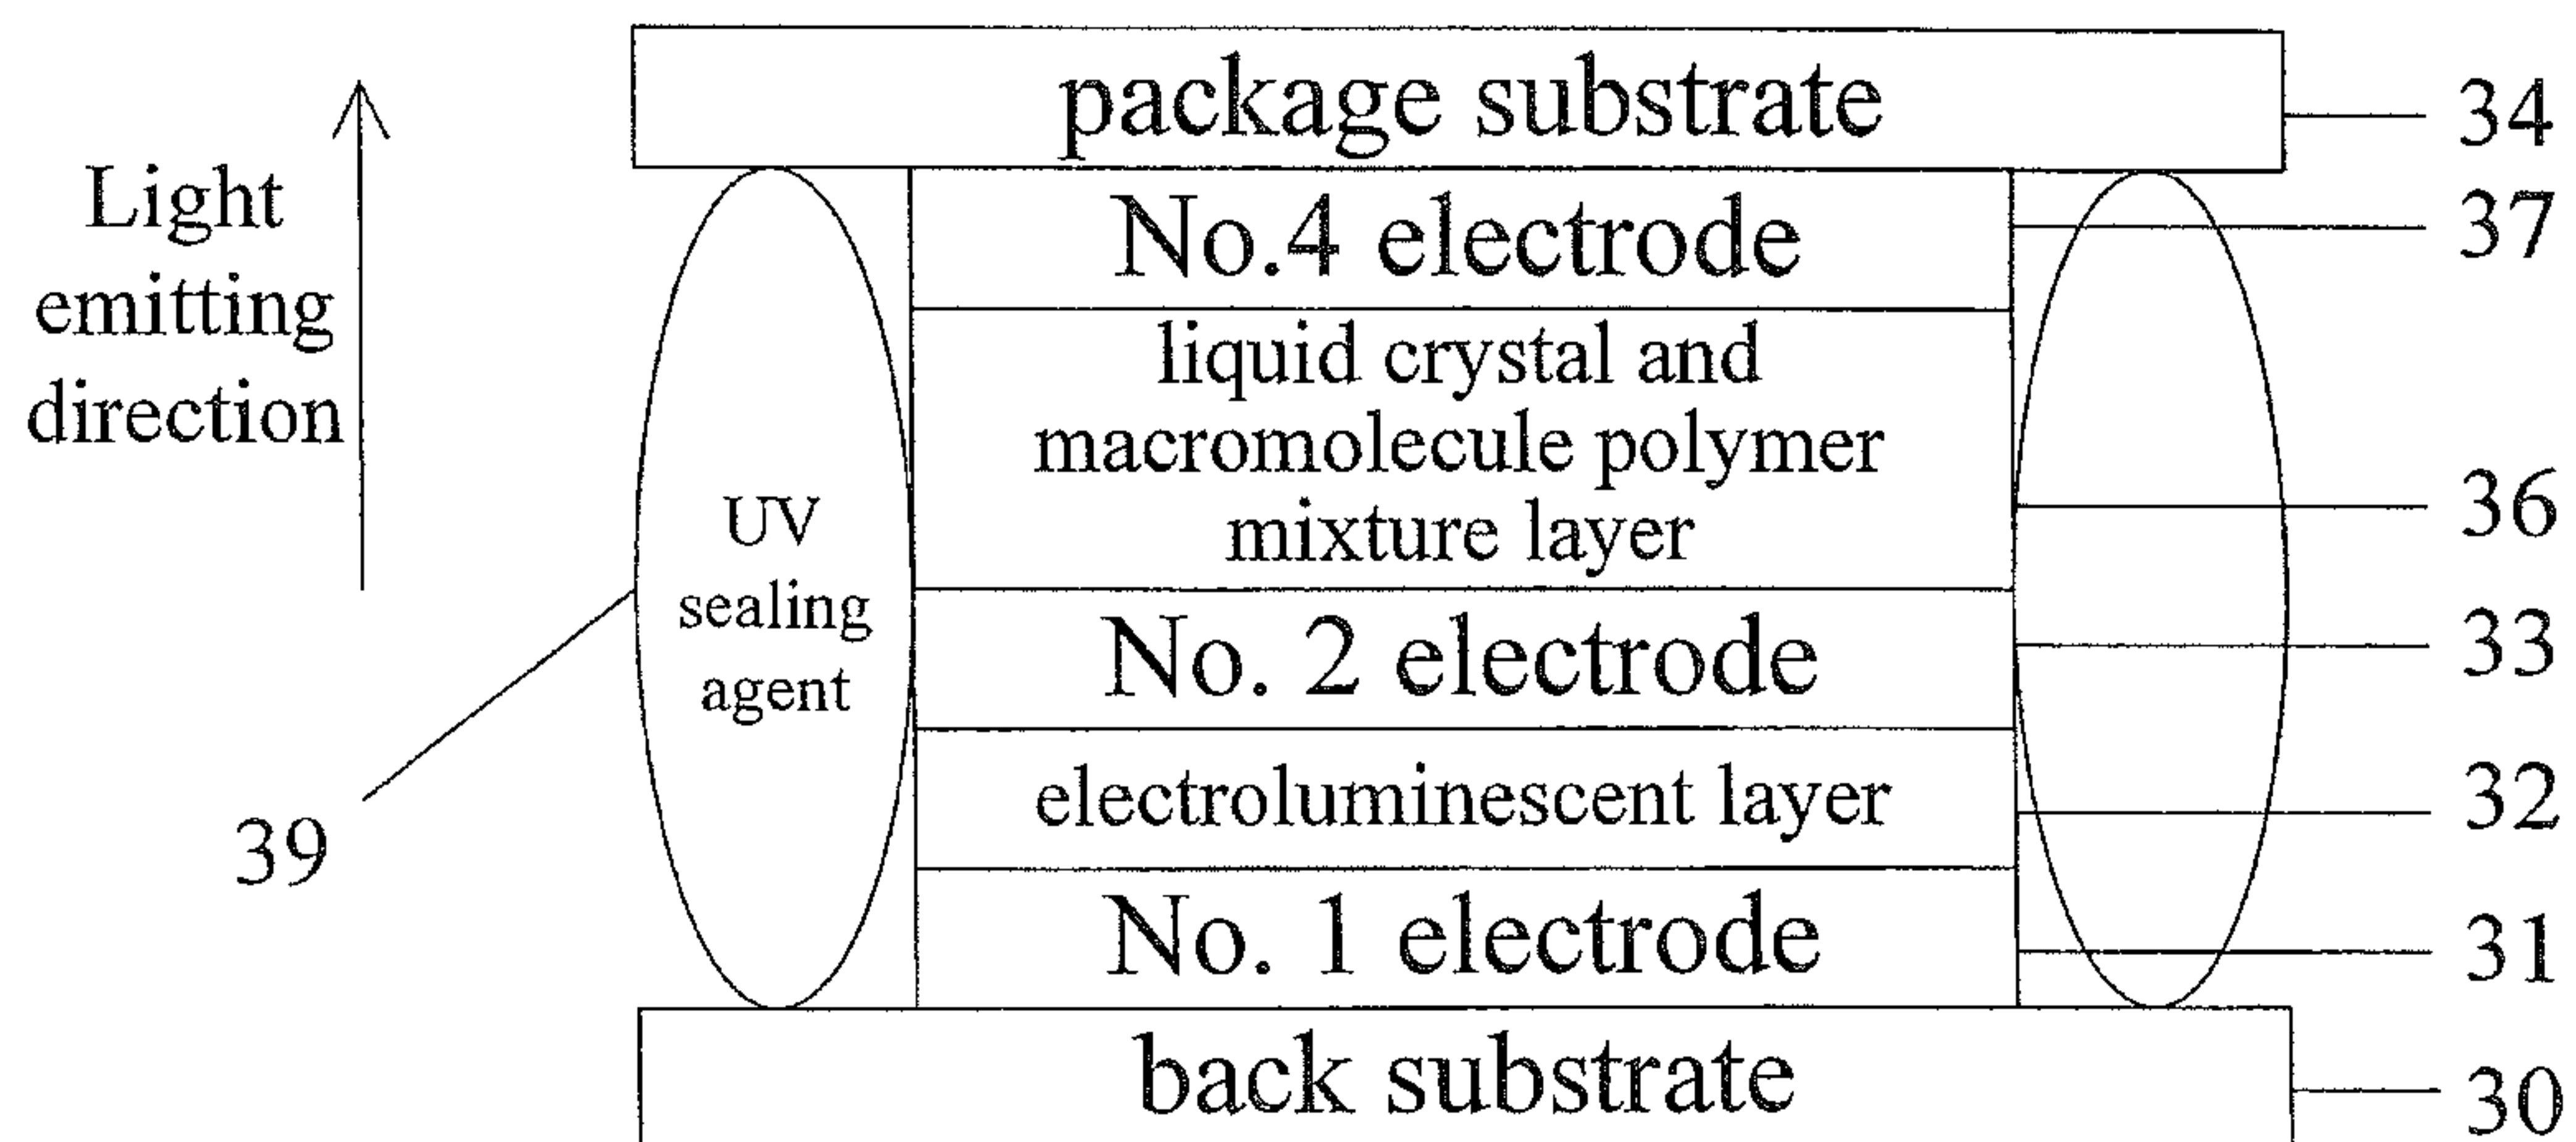 package substrate
34
Light
emitting
direction
No.4 electrode
37
liquid crystal and
macromolecule polymer
mixture layer
36
UV
sealing
agent
No. 2 electrode
33
electroluminescent layer
32
39
No. 1 electrode
31
back substrate
30